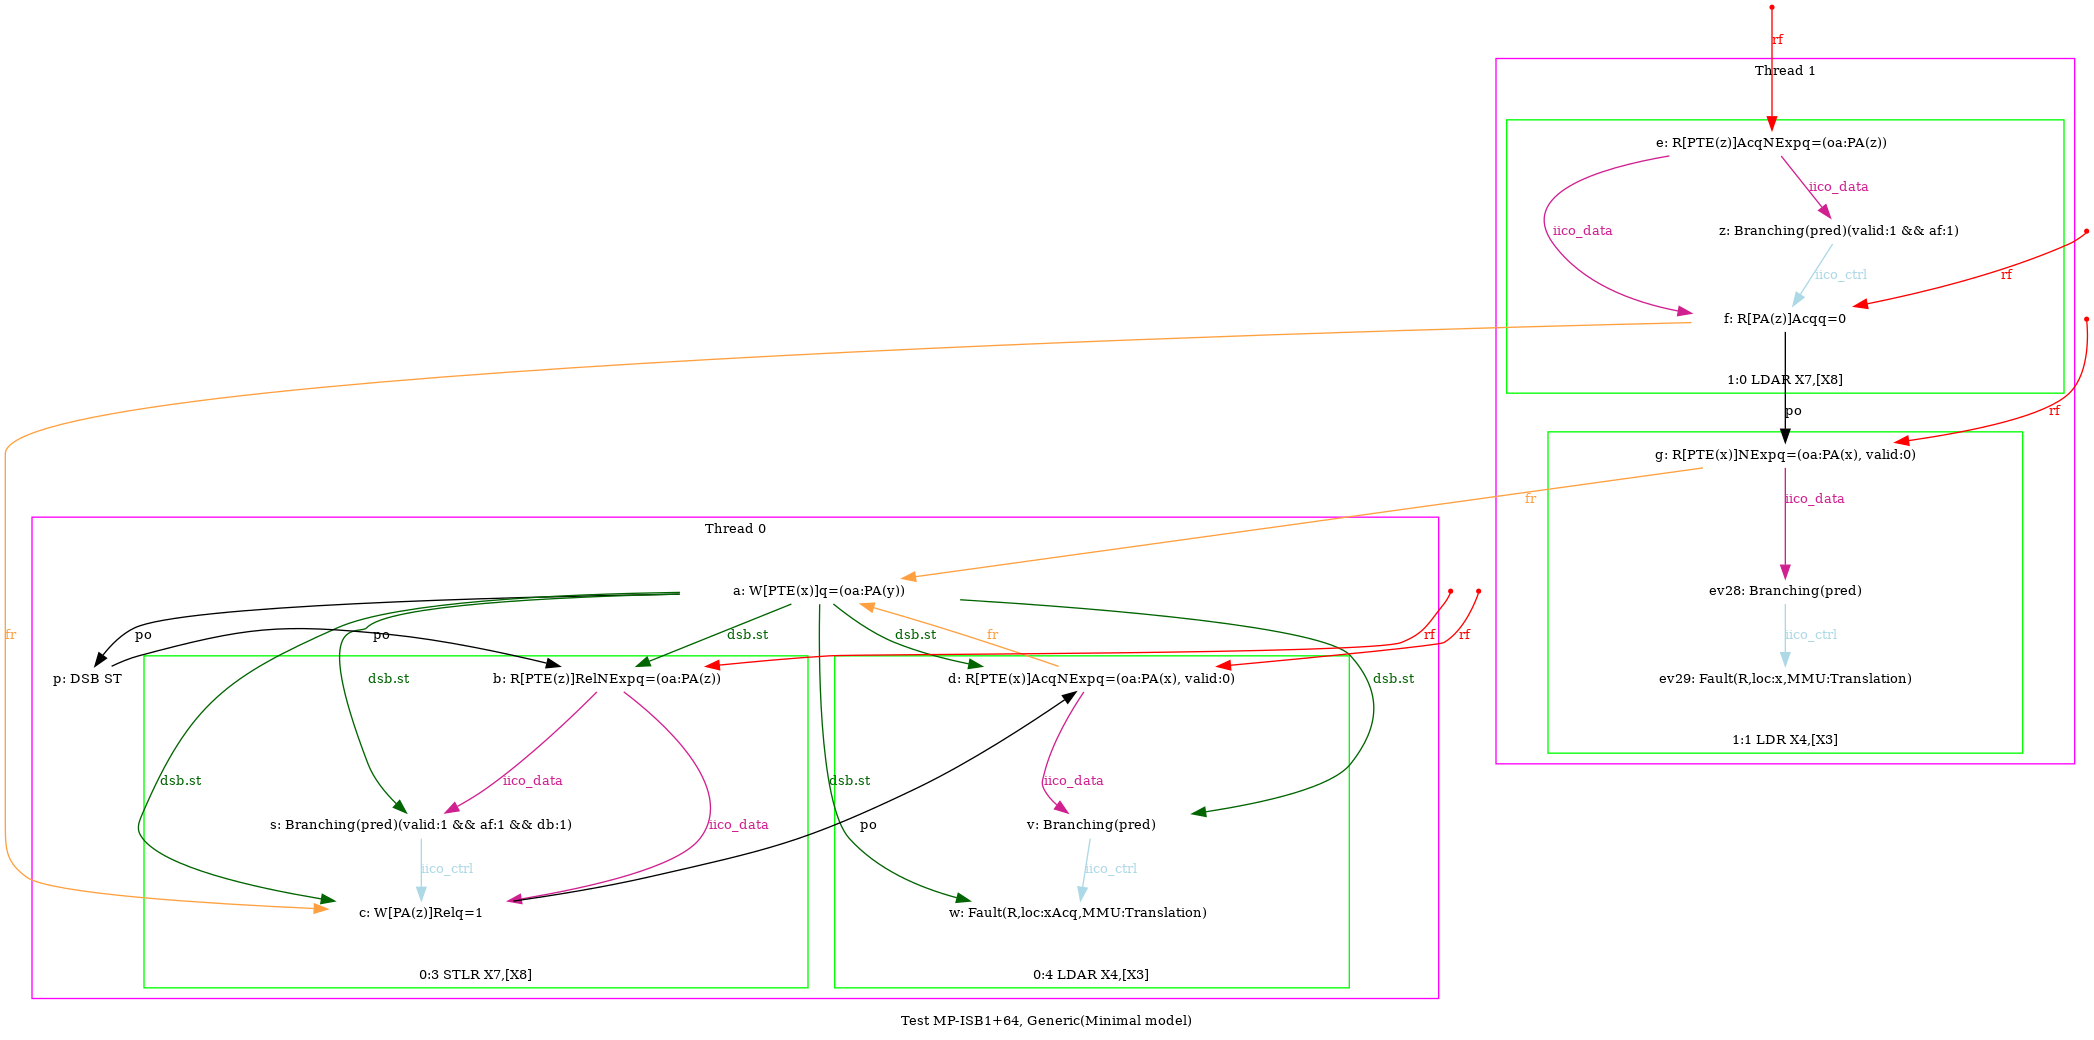 rf
Thread 1
e: R[PTE(z)]AcqNExpq=(oa:PA(z))
iico_data
iico_data
z: Branching(pred)(valid:1 && af:1)
iico_ctrl
rf
f: R[PA(z)]Acqq=0
1:0 LDAR X7,[X8]
po
rf
g: R[PTE(x)]NExpq=(oa:PA(x), valid:0)
fr
iico_data
Thread 0
a: W[PTE(x)]q=(oa:PA(y))
ev28: Branching(pred)
fr
po
po
dsb.st
dsb.st
fr
rf
rf
iico_ctrl
p: DSB ST
dsb.st
b: R[PTE(z)]RelNExpq=(oa:PA(z))
d: R[PTE(x)]AcqNExpq=(oa:PA(x), valid:0)
dsb.st
ev29: Fault(R,loc:x,MMU:Translation)
1:1 LDR X4,[X3]
dsb.st
iico_data
dsb.st
iico_data
s: Branching(pred)(valid:1 && af:1 && db:1)
iico_data
po
v: Branching(pred)
iico_ctrl
iico_ctrl
c: W[PA(z)]Relq=1
w: Fault(R,loc:xAcq,MMU:Translation)
0:3 STLR X7,[X8]
0:4 LDAR X4,[X3]
Test MP-ISB1+64, Generic(Minimal model)